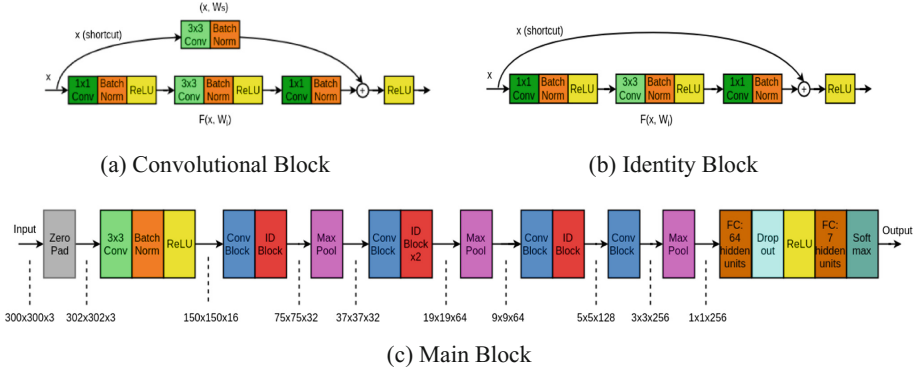 (x, Ws)
x (shortcut)
3x3 Conv
Batch Norm
x
1x1 Conv
Batch Norm
ReLU
3x3 Conv
Batch Norm
ReLU
1x1 Conv
Batch Norm
+
ReLU
F(x, Wi)
(a) Convolutional Block
x (shortcut)
x
1x1 Conv
Batch Norm
ReLU
3x3 Conv
Batch Norm
ReLU
1x1 Conv
Batch Norm
+
ReLU
F(x, Wi)
(b) Identity Block
Input
Zero Pad
3x3 Conv
Batch Norm
ReLU
Conv Block
ID Block
Max Pool
Conv Block
ID Block x2
Max Pool
Conv Block
ID Block
Conv Block
Max Pool
FC: 64 hidden units
Drop out
ReLU
FC: 7 hidden units
Soft max
Output
300x300x3
302x302x3
150x150x16
75x75x32
37x37x32
19x19x64
9x9x64
5x5x128
3x3x256
1x1x256
(c) Main Block